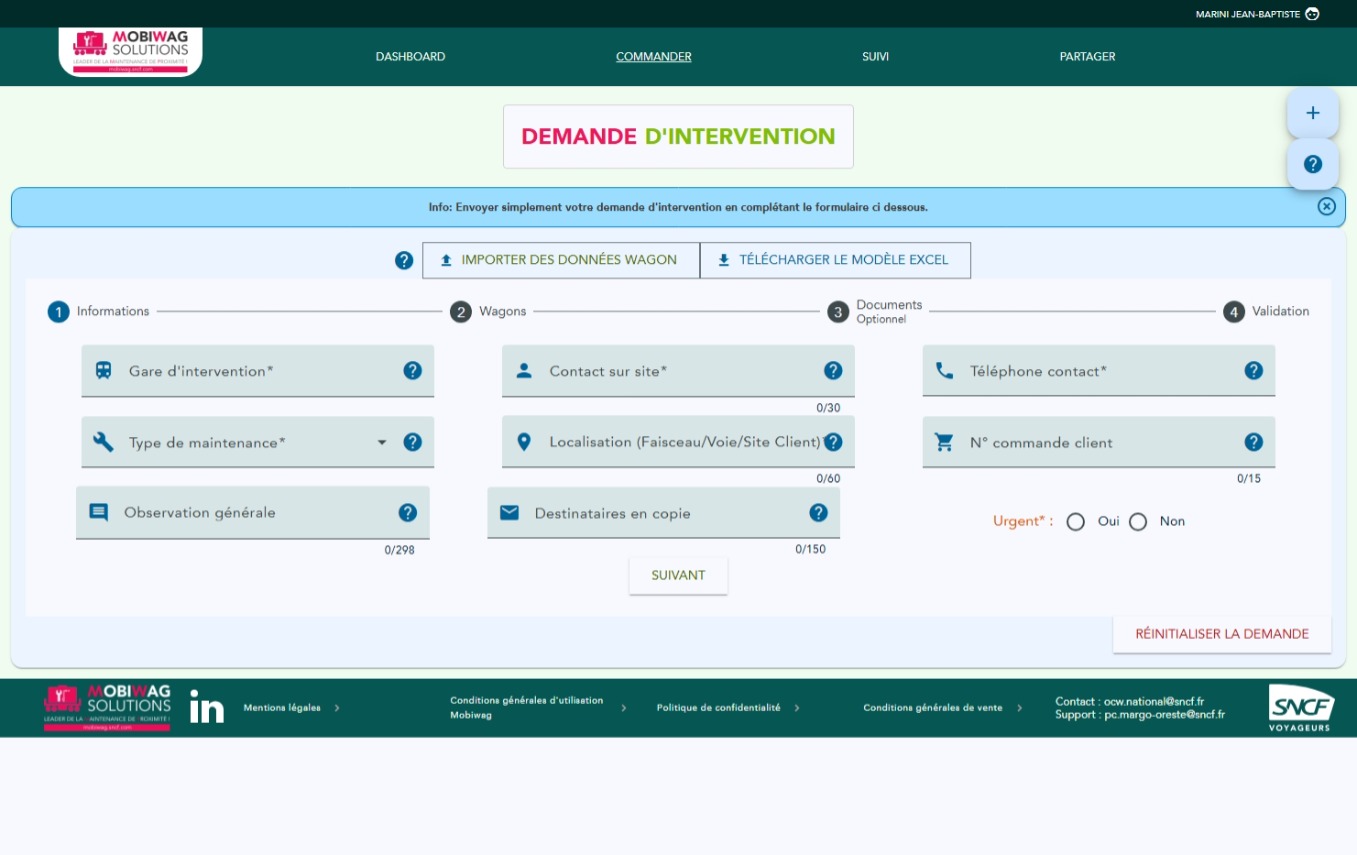 MARINI JEAN-BAPTISTE
MOBIWAG
SOLUTIONS
LEADER DE LA MAINTENANCE DE PROXIMITÉ !
mobiwag.sncf.com
DASHBOARD
COMMANDER
SUIVI
PARTAGER
DEMANDE D'INTERVENTION
Info: Envoyer simplement votre demande d'intervention en complétant le formulaire ci dessous.
IMPORTER DES DONNÉES WAGON
TÉLÉCHARGER LE MODÈLE EXCEL
1 Informations
2 Wagons
3 Documents
Optionnel
4 Validation
Gare d'intervention*
Contact sur site*
0/30
Téléphone contact*
Type de maintenance*
Localisation (Faisceau/Voie/Site Client)
0/60
N° commande client
0/15
Observation générale
0/298
Destinataires en copie
0/150
Urgent* : Oui Non
SUIVANT
RÉINITIALISER LA DEMANDE
MOBIWAG
SOLUTIONS
mobiwag.sncf.com
in
Mentions légales
Conditions générales d'utilisation
Mobiwag
Politique de confidentialité
Conditions générales de vente
Contact : ocw.national@sncf.fr
Support : pc.margo-oreste@sncf.fr
SNCF
VOYAGEURS